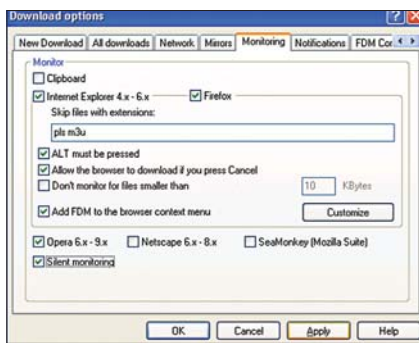 Download options
New Download All downloads Network Mirrors Monitoring Notifications FDM Cor
Monitor
Clipboard
Internet Explorer 4.x - 6.x Firefox
Skip files with extensions:
pls m3u
ALT must be pressed
Allow the browser to download if you press Cancel
Don't monitor for files smaller than 10 KBytes
Add FDM to the browser context menu Customize
Opera 6.x - 9.x Netscape 6.x - 8.x SeaMonkey (Mozilla Suite)
Silent monitoring
OK Cancel Apply Help